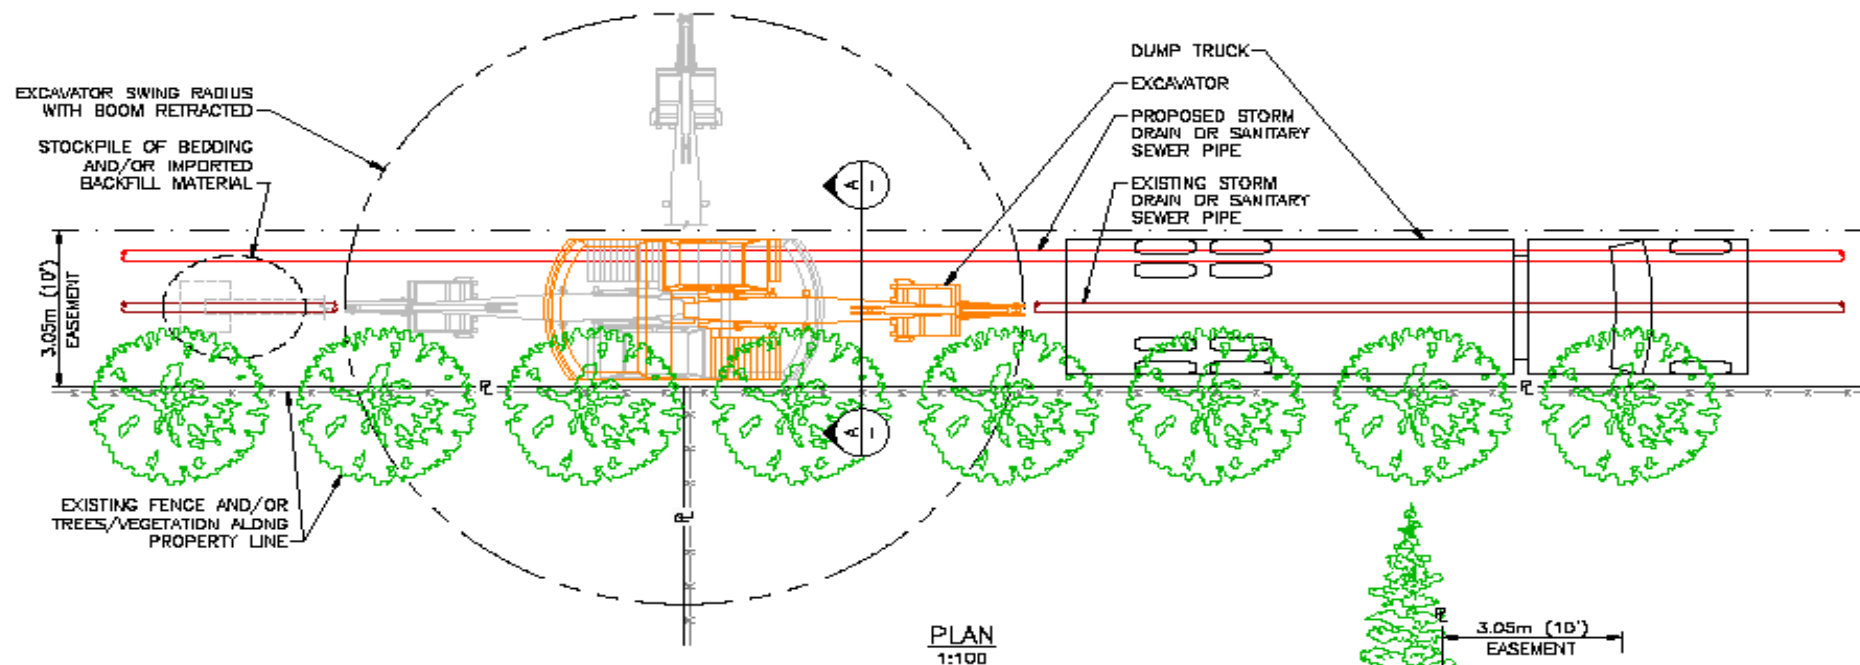 DUMP TRUCK
EXCAVATOR
PROPOSED STORM
DRAIN OR SANITARY
SEWER PIPE
EXISTING STORM
DRAIN OR SANITARY
SEWER PIPE
EXCAVATOR SWING RADIUS
WITH BOOM RETRACTED
STOCKPILE OF BEDDING
AND/OR IMPORTED
BACKFILL MATERIAL
A
–
3.05m (10')
EASEMENT
PL
PL
A
–
EXISTING FENCE AND/OR
TREES/VEGETATION ALONG
PROPERTY LINE
PL
PLAN
1:100
PL
3.05m (10')
EASEMENT